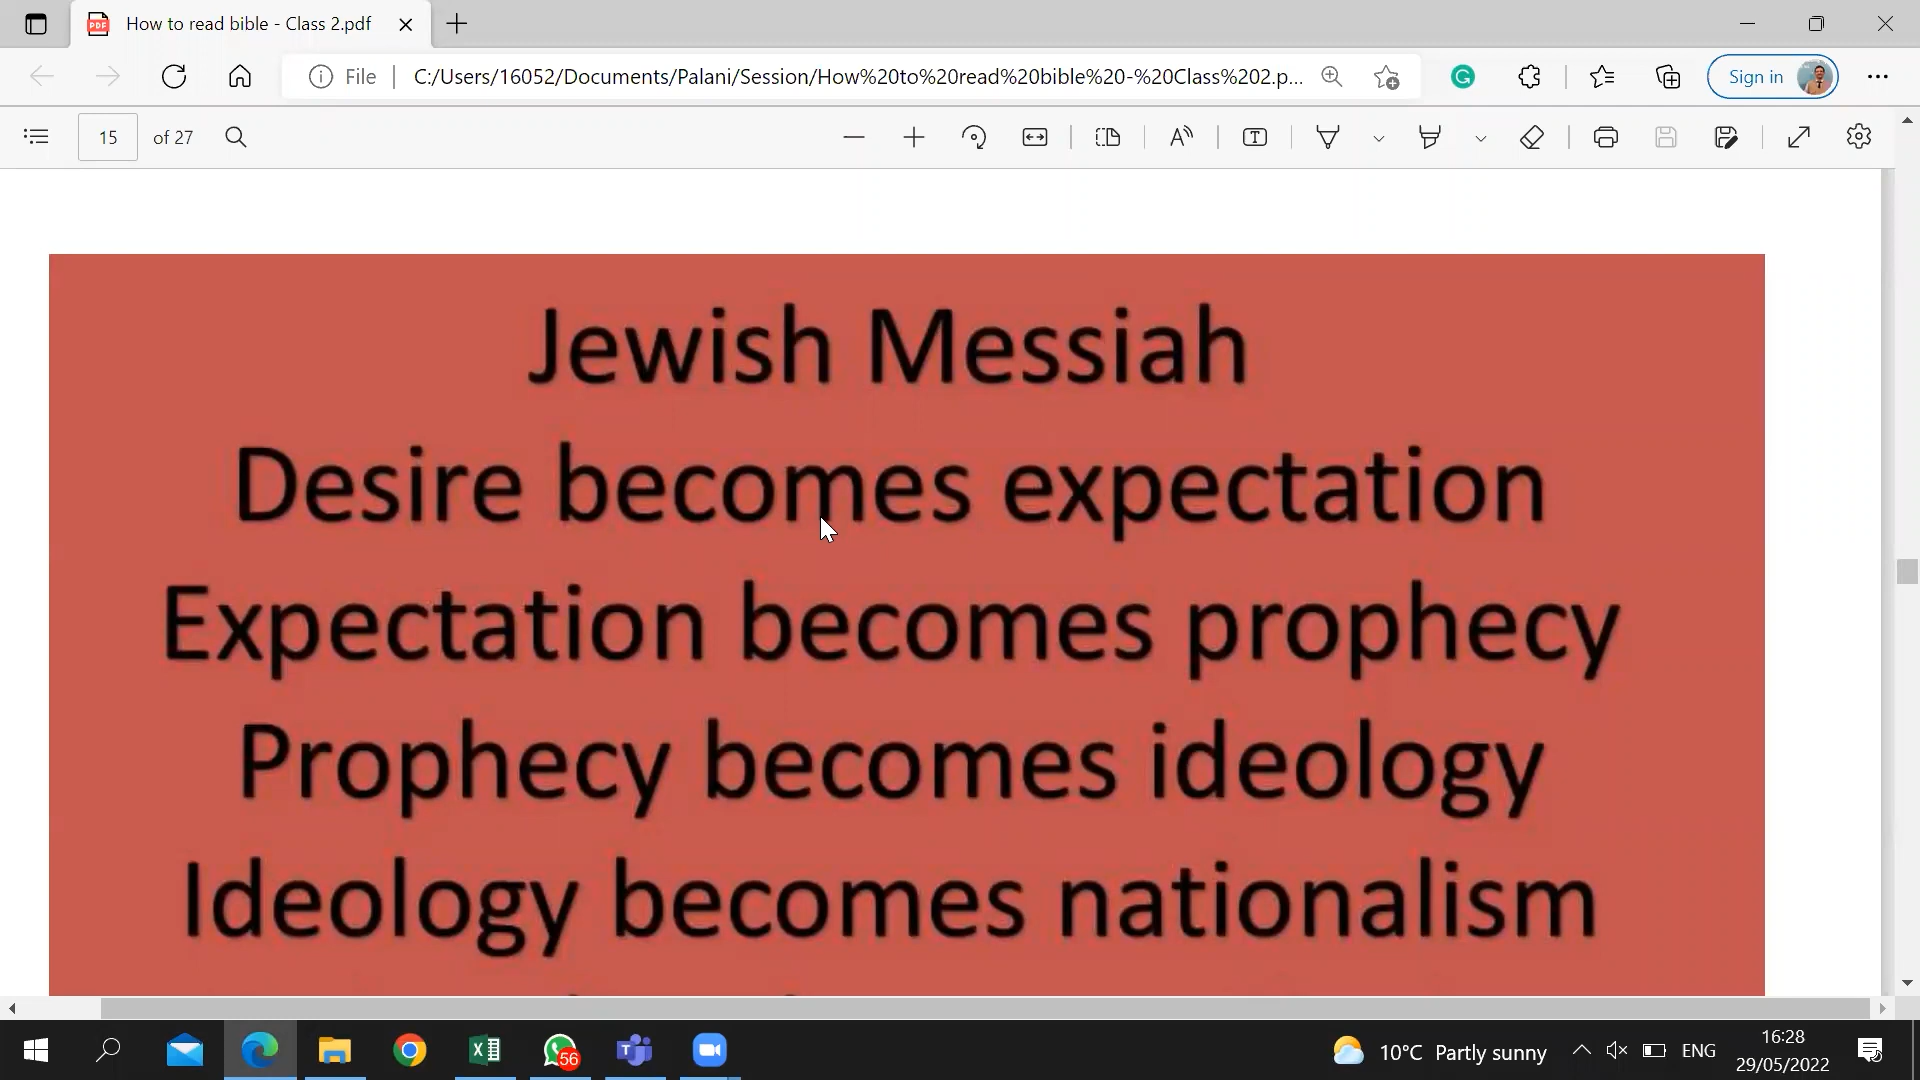 How to read bible - Class 2.pdf
File
C:/Users/16052/Documents/Palani/Session/How%20to%20read%20bible%20-%20Class%202.p...
Sign in
15 of 27
Jewish Messiah
Desire becomes expectation
Expectation becomes prophecy
Prophecy becomes ideology
Ideology becomes nationalism
56
10°C Partly sunny
ENG
16:28
29/05/2022